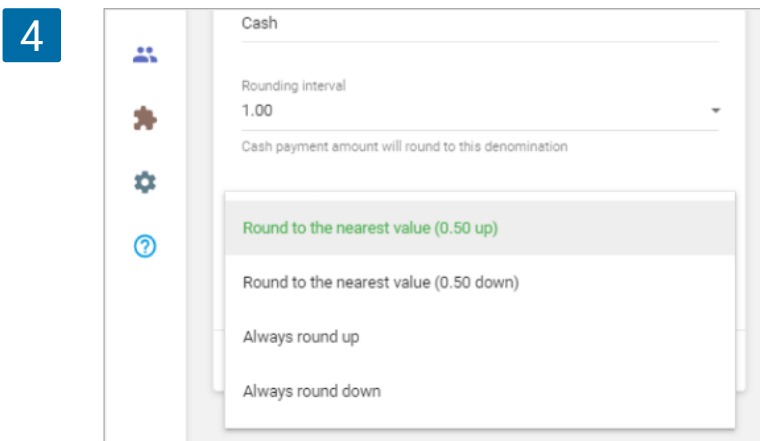 4
Cash
Rounding interval
1.00
Cash payment amount will round to this denomination
Round to the nearest value (0.50 up)
Round to the nearest value (0.50 down)
Always round up
Always round down